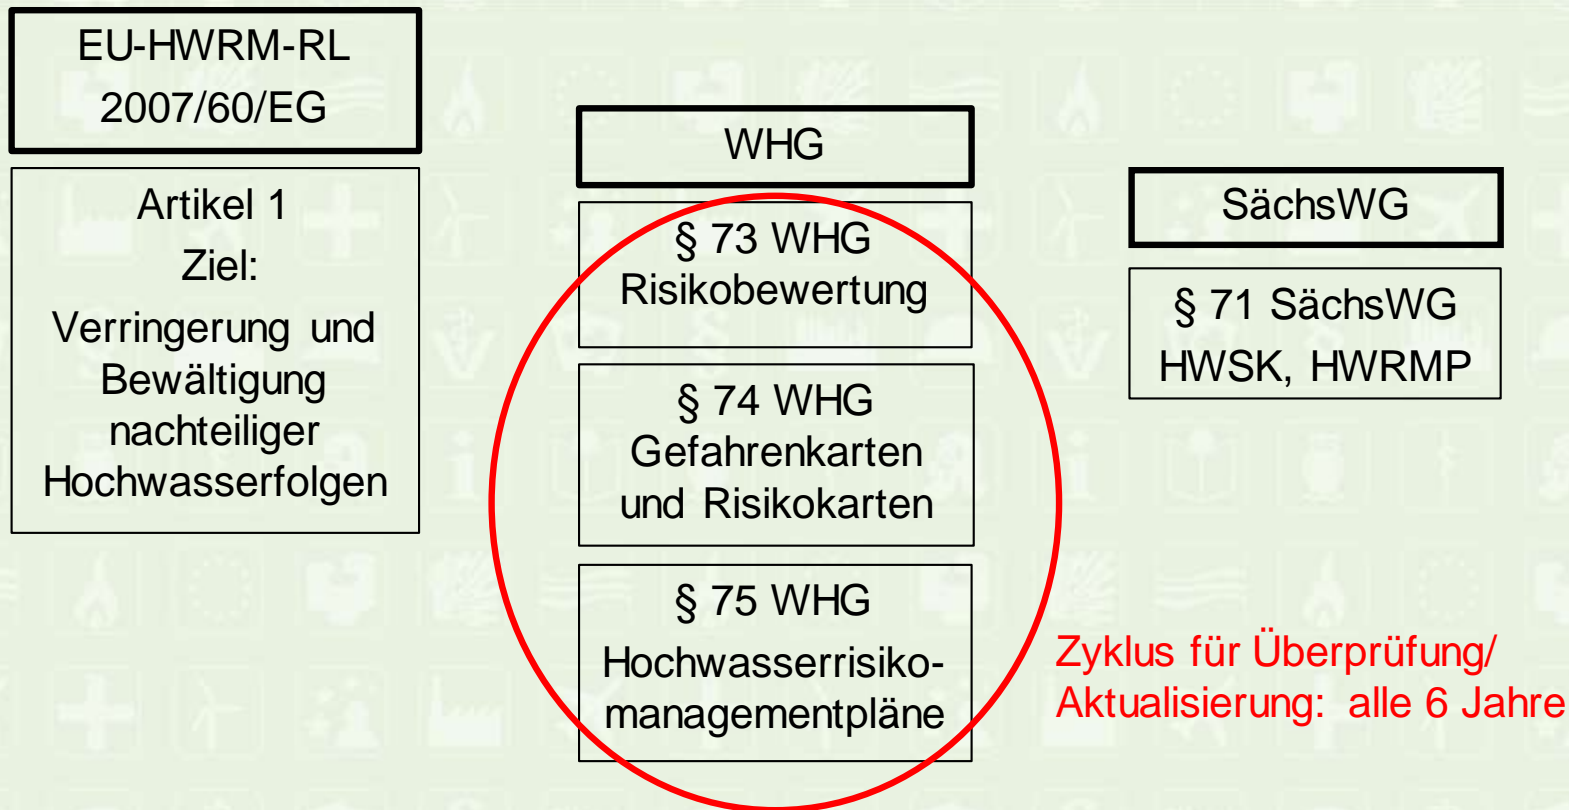 EU-HWRM-RL
2007/60/EG
Artikel 1
Ziel:
Verringerung und
Bewältigung
nachteiliger
Hochwasserfolgen
WHG
§ 73 WHG
Risikobewertung
§ 74 WHG
Gefahrenkarten
und Risikokarten
§ 75 WHG
Hochwasserrisiko-
managementpläne
SächsWG
§ 71 SächsWG
HWSK, HWRMP
Zyklus für Überprüfung/
Aktualisierung: alle 6 Jahre